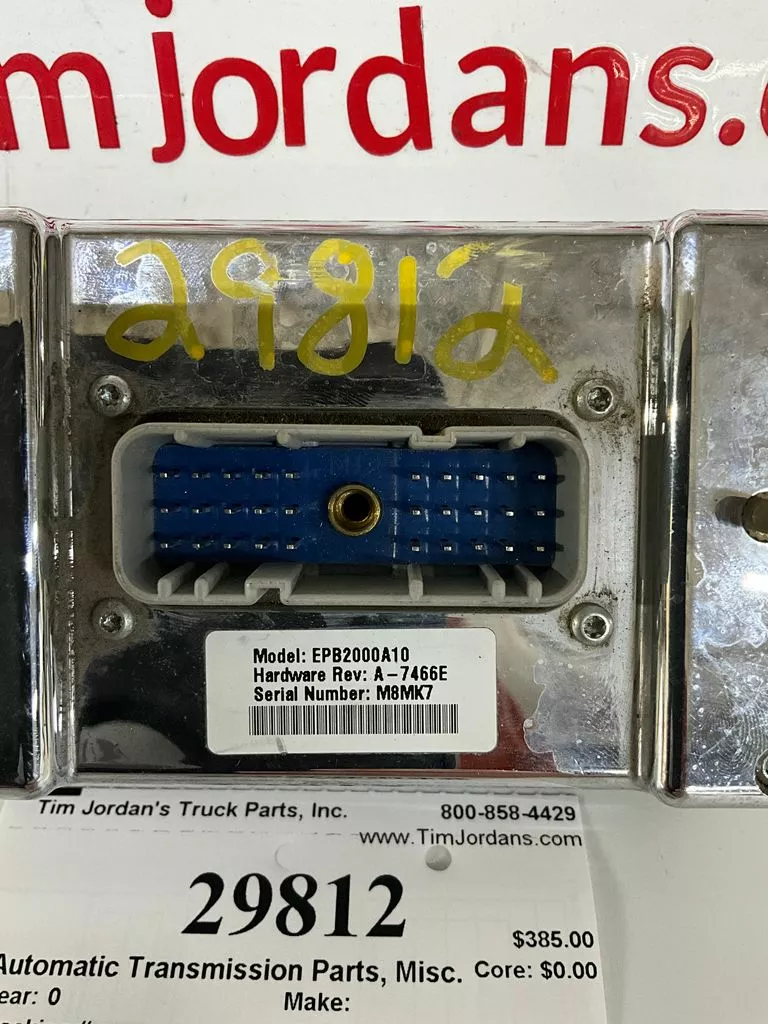 m jordans.
29812
Model: EPB2000A10
Hardware Rev: A-7466E
Serial Number: M8MK7
Tim Jordan's Truck Parts, Inc. 800-858-4429
www.TimJordans.com
29812
$385.00
Automatic Transmission Parts, Misc. Core: $0.00
ear: 0 Make: